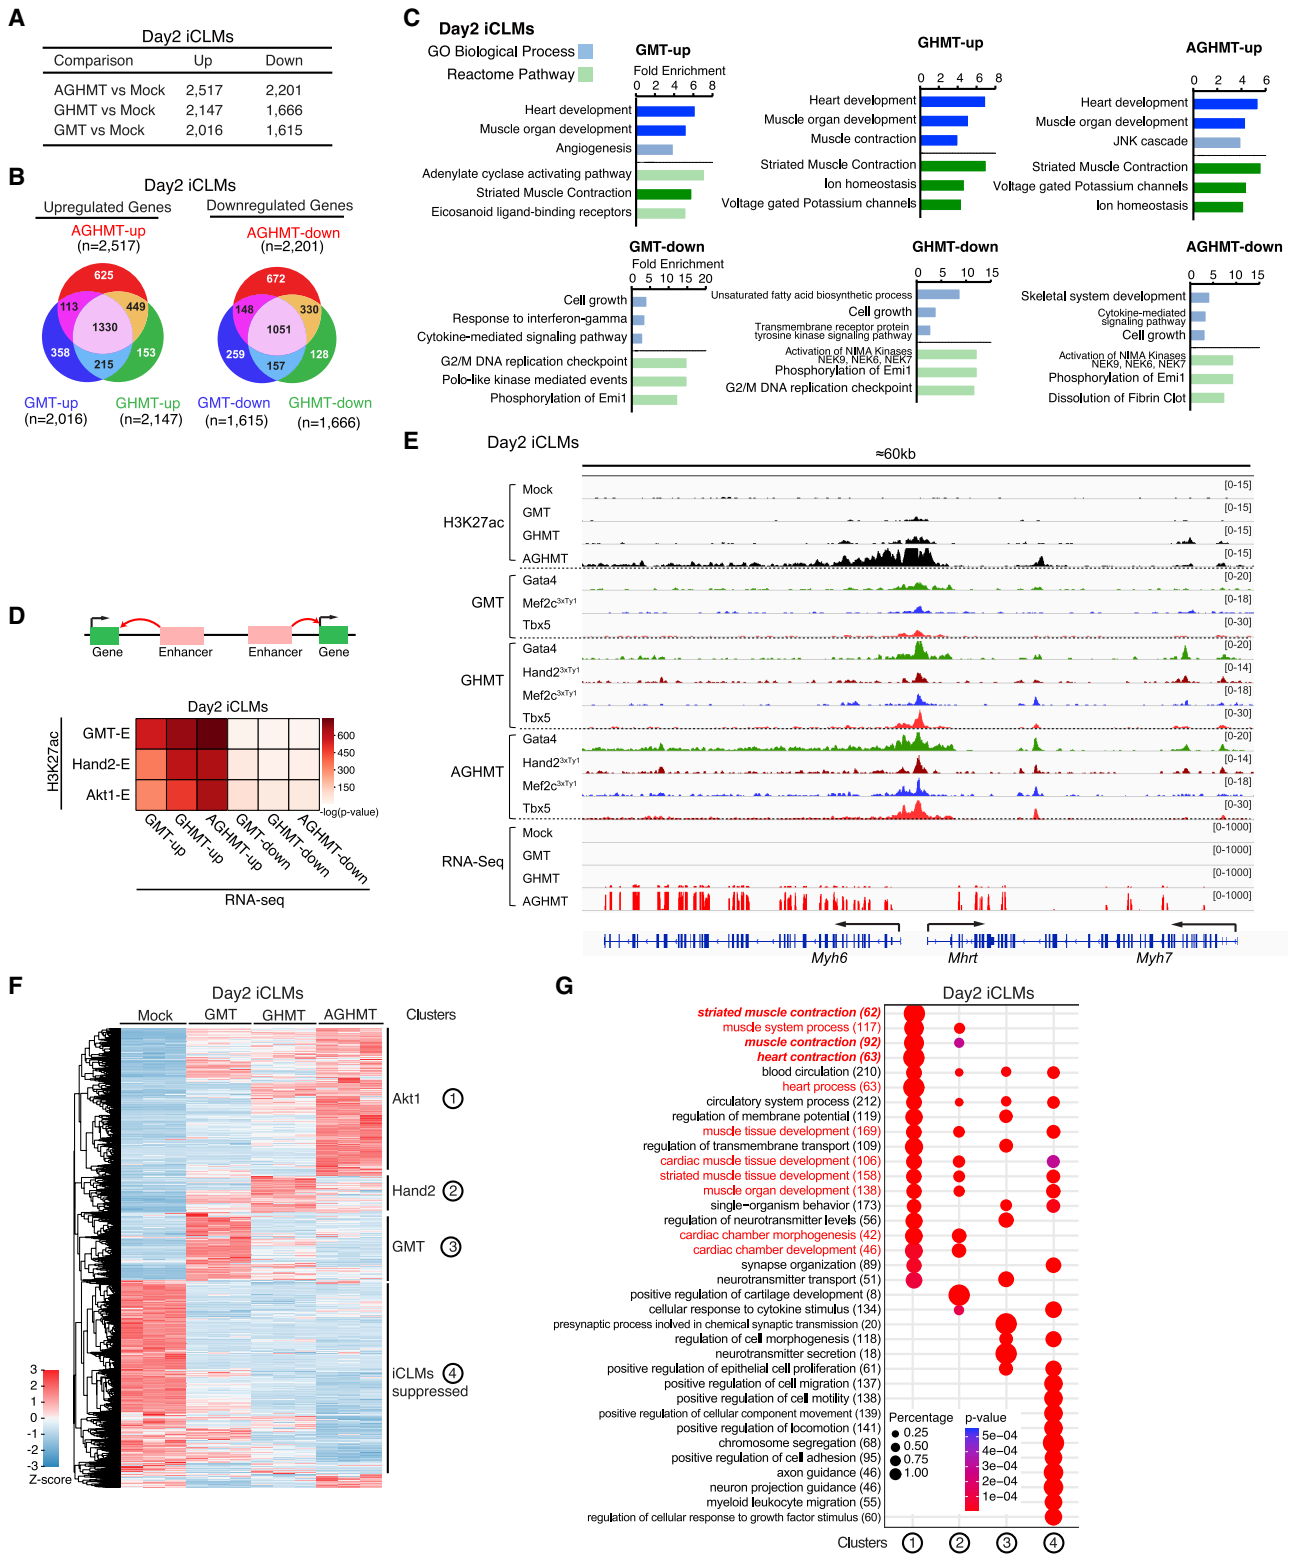 A
Day2 iCLMs
Comparison Up Down
AGHMT vs Mock 2,517 2,201
GHMT vs Mock 2,147 1,666
GMT vs Mock 2,016 1,615
B
Day2 iCLMs
Upregulated Genes Downregulated Genes
AGHMT-up AGHMT-down
(n=2,517) (n=2,201)
625 672
113 449 148 330
1330 1051
358 153 259 128
215 157
GMT-up GHMT-up GMT-down GHMT-down
(n=2,016) (n=2,147) (n=1,615) (n=1,666)
C
Day2 iCLMs
GO Biological Process
Reactome Pathway
GMT-up
Fold Enrichment
0 2 4 6 8
Heart development
Muscle organ development
Angiogenesis
Adenylate cyclase activating pathway
Striated Muscle Contraction
Eicosanoid ligand-binding receptors
GHMT-up
0 2 4 6 8
Heart development
Muscle organ development
Muscle contraction
Striated Muscle Contraction
Ion homeostasis
Voltage gated Potassium channels
AGHMT-up
0 2 4 6
Heart development
Muscle organ development
JNK cascade
Striated Muscle Contraction
Voltage gated Potassium channels
Ion homeostasis
GMT-down
Fold Enrichment
0 5 10 15 20
Cell growth
Response to interferon-gamma
Cytokine-mediated signaling pathway
G2/M DNA replication checkpoint
Polo-like kinase mediated events
Phosphorylation of Emi1
GHMT-down
0 5 10 15
Unsaturated fatty acid biosynthetic process
Cell growth
Transmembrane receptor protein
tyrosine kinase signaling pathway
Activation of NIMA Kinases
NEK9, NEK6, NEK7
Phosphorylation of Emi1
G2/M DNA replication checkpoint
AGHMT-down
0 5 10 15
Skeletal system development
Cytokine-mediated
signaling pathway
Cell growth
Activation of NIMA Kinases
NEK9, NEK6, NEK7
Phosphorylation of Emi1
Dissolution of Fibrin Clot
D
Gene Enhancer Enhancer Gene
Day2 iCLMs
H3K27ac
GMT-E
Hand2-E
Akt1-E
600
450
300
150
-log(p-value)
GMT-up GHMT-up AGHMT-up GMT-down GHMT-down AGHMT-down
RNA-seq
E
Day2 iCLMs
≈60kb
H3K27ac
Mock [0-15]
GMT [0-15]
GHMT [0-15]
AGHMT [0-15]
GMT
Gata4 [0-20]
Mef2c3xTy1 [0-18]
Tbx5 [0-30]
GHMT
Gata4 [0-20]
Hand23xTy1 [0-14]
Mef2c3xTy1 [0-18]
Tbx5 [0-30]
AGHMT
Gata4 [0-20]
Hand23xTy1 [0-14]
Mef2c3xTy1 [0-18]
Tbx5 [0-30]
RNA-Seq
Mock [0-1000]
GMT [0-1000]
GHMT [0-1000]
AGHMT [0-1000]
Myh6 Mhrt Myh7
F
Day2 iCLMs
Mock GMT GHMT AGHMT Clusters
Akt1 1
Hand2 2
GMT 3
iCLMs 4
suppressed
3
2
1
0
-1
-2
-3
Z-score
G
Day2 iCLMs
striated muscle contraction (62)
muscle system process (117)
muscle contraction (92)
heart contraction (63)
blood circulation (210)
heart process (63)
circulatory system process (212)
regulation of membrane potential (119)
muscle tissue development (169)
regulation of transmembrane transport (109)
cardiac muscle tissue development (106)
striated muscle tissue development (158)
muscle organ development (138)
single−organism behavior (173)
regulation of neurotransmitter levels (56)
cardiac chamber morphogenesis (42)
cardiac chamber development (46)
synapse organization (89)
neurotransmitter transport (51)
positive regulation of cartilage development (8)
cellular response to cytokine stimulus (134)
presynaptic process inolved in chemical synaptic transmission (20)
regulation of cell morphogenesis (118)
neurotransmitter secretion (18)
positive regulation of epithelial cell proliferation (61)
positive regulation of cell migration (137)
positive regulation of cell motility (138)
positive regulation of cellular component movement (139)
positive regulation of locomotion (141)
chromosome segregation (68)
positive regulation of cell adhesion (95)
axon guidance (46)
neuron projection guidance (46)
myeloid leukocyte migration (55)
regulation of cellular response to growth factor stimulus (60)
Percentage
0.25
0.50
0.75
1.00
p-value
5e−04
4e−04
3e−04
2e−04
1e−04
Clusters 1 2 3 4